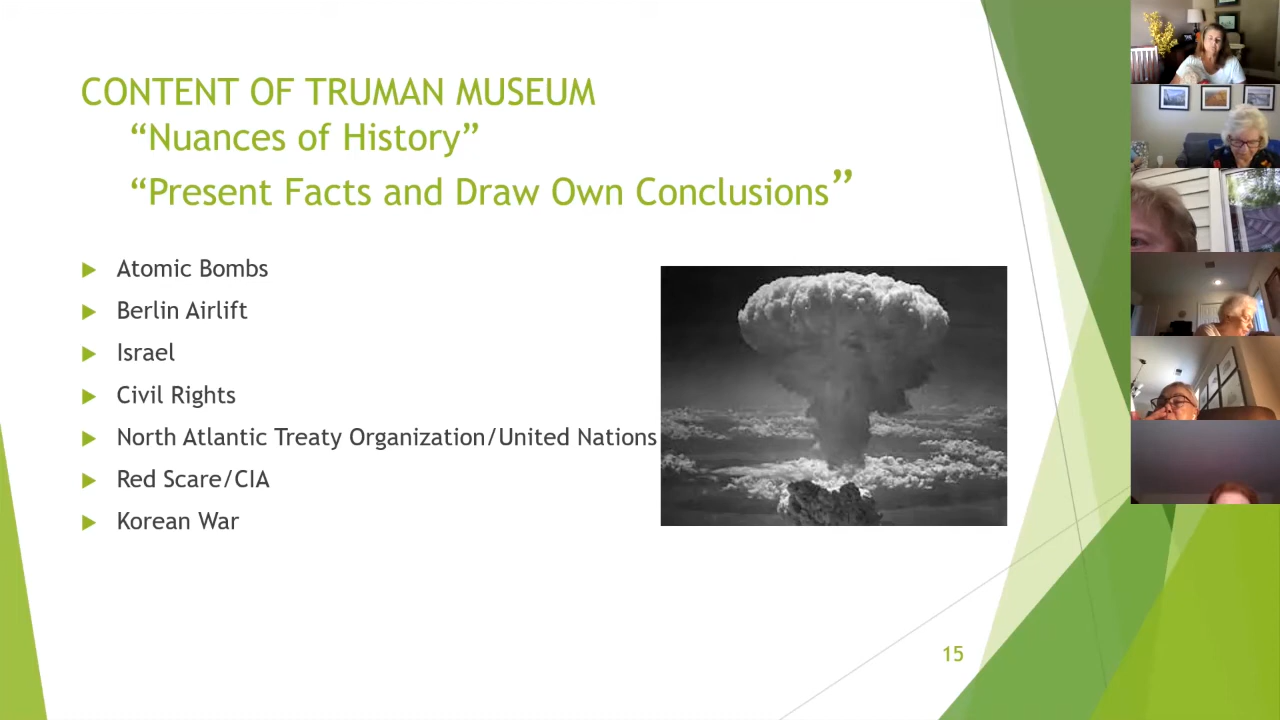 CONTENT OF TRUMAN MUSEUM
“Nuances of History”
“Present Facts and Draw Own Conclusions”
Atomic Bombs
Berlin Airlift
Israel
Civil Rights
North Atlantic Treaty Organization/United Nations
Red Scare/CIA
Korean War
15